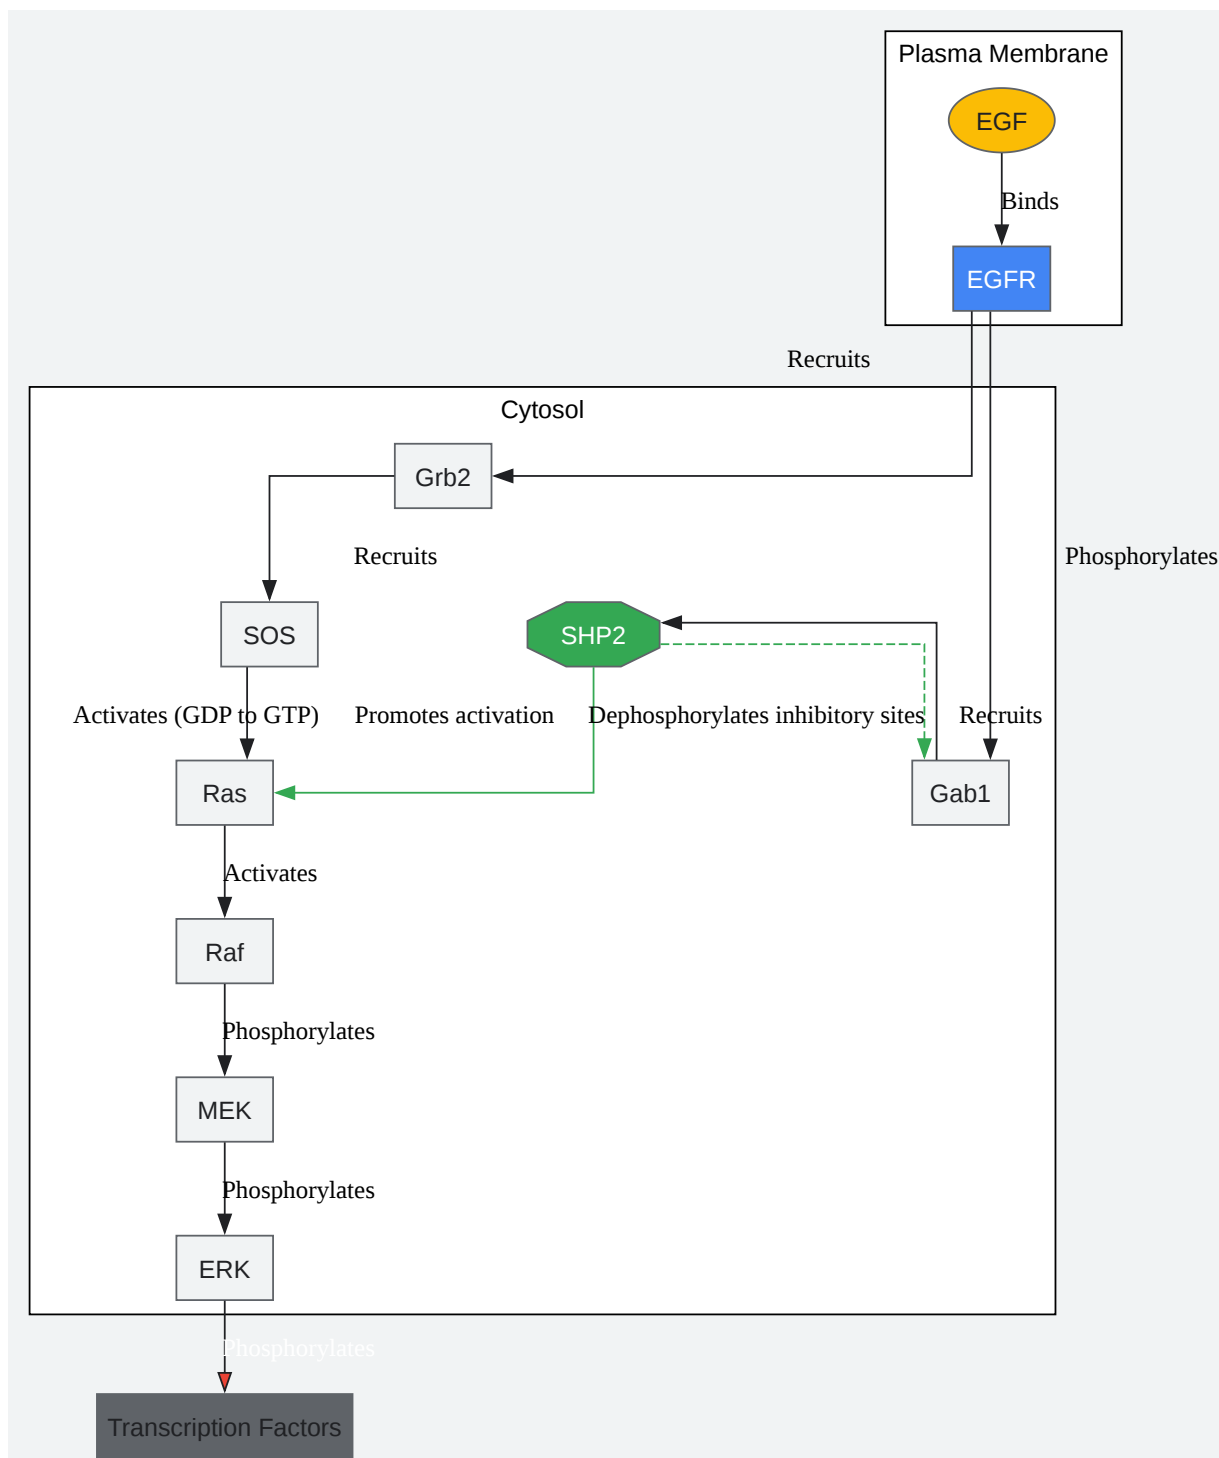 Plasma Membrane
EGF
Binds
EGFR
Recruits
Cytosol
Grb2
Recruits
Phosphorylates
SOS
SHP2
Activates (GDP to GTP)
Promotes activation
Dephosphorylates inhibitory sites
Recruits
Ras
Gab1
Activates
Raf
Phosphorylates
MEK
Phosphorylates
ERK
Phosphorylates
Transcription Factors